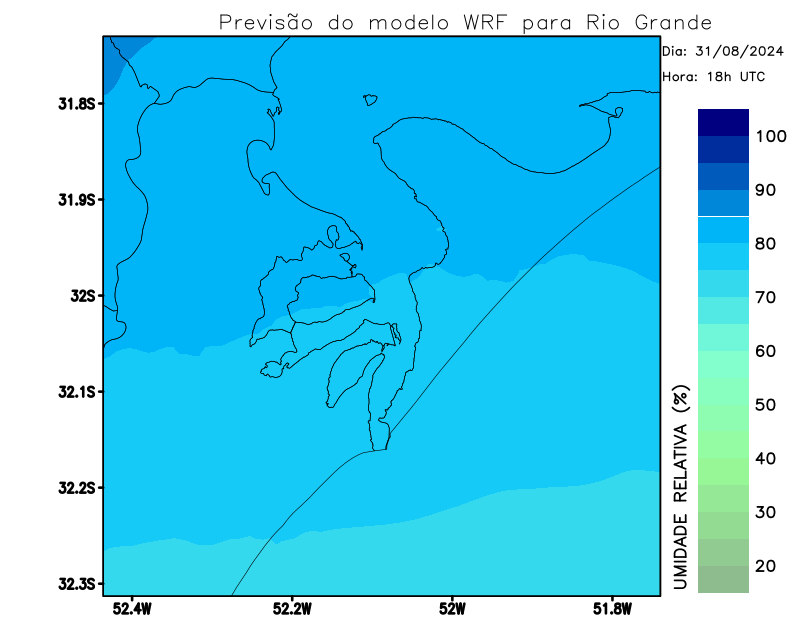 Previsão do modelo WRF para Rio Grande
Dia: 31/08/2024
Hora: 18h UTC
31.8S
31.9S
32S
32.1S
32.2S
32.3S
52.4W
52.2W
52W
51.8W
100
90
80
70
60
50
40
30
20
UMIDADE RELATIVA (%)